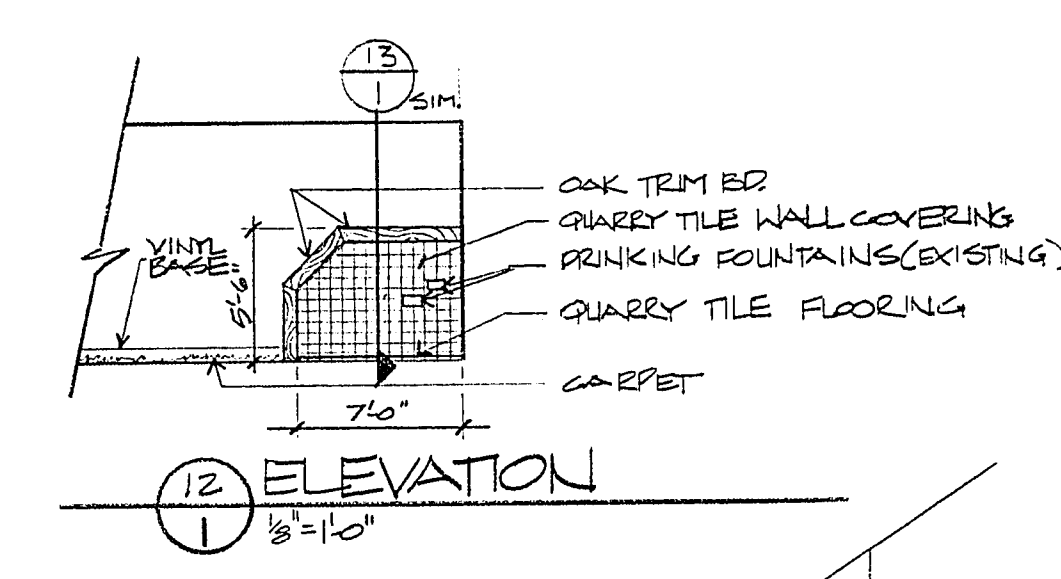 13
1
SIM.
OAK TRIM BD.
QUARRY TILE WALL COVERING
DRINKING FOUNTAINS (EXISTING)
QUARRY TILE FLOORING
CARPET
VINYL
BASE
5'-6"
7'-0"
12
1
ELEVATION
1/8"=1'-0"